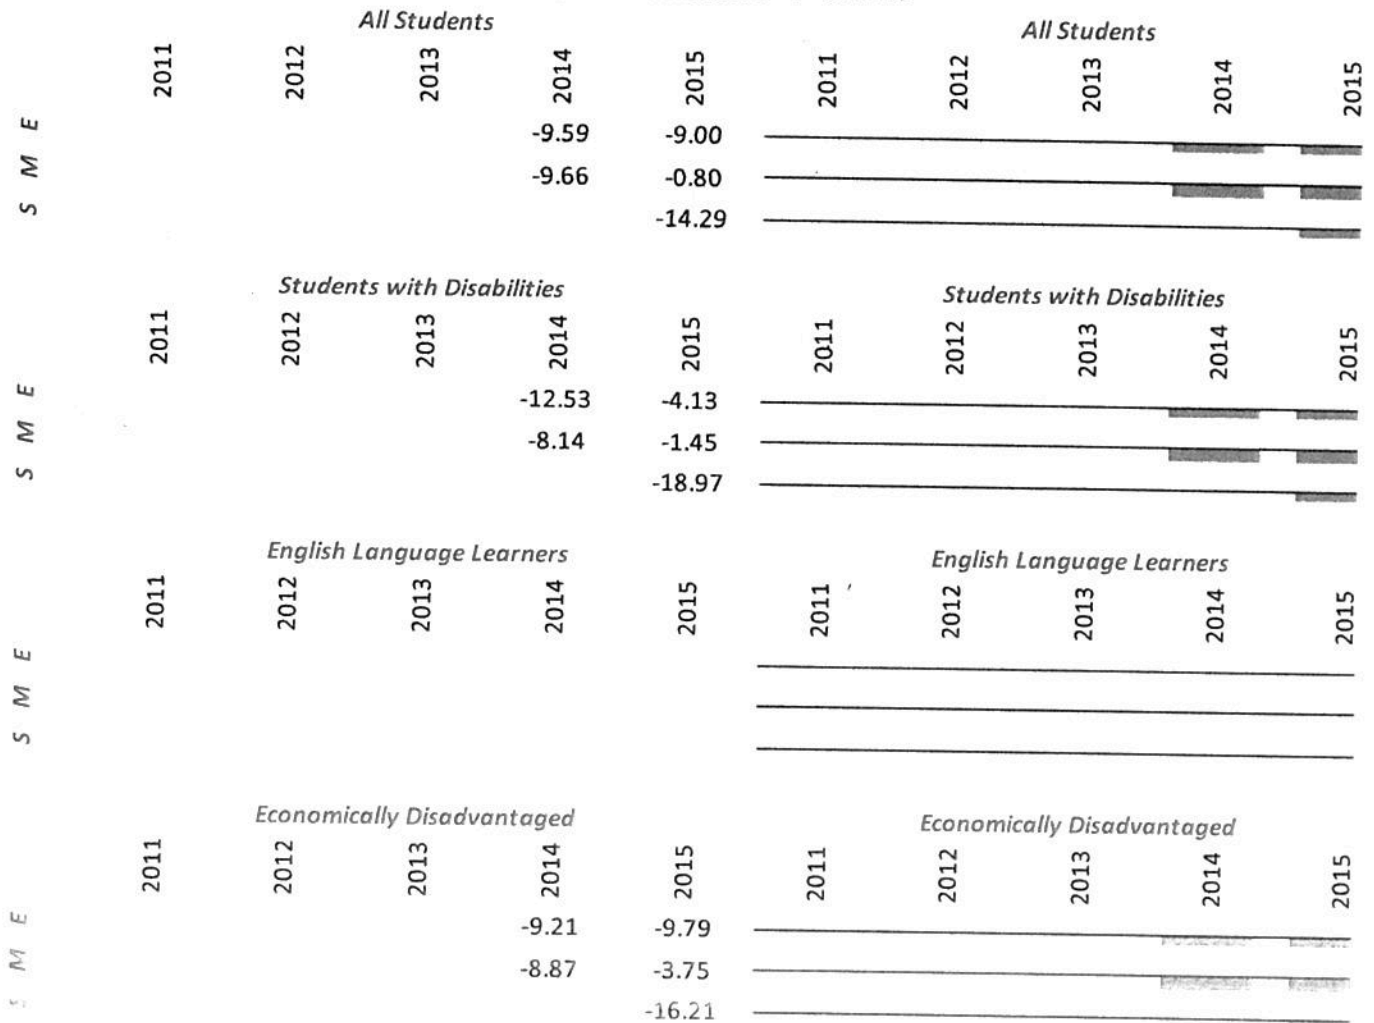 All Students All Students
2011 2012 2013 2014 2015 2011 2012 2013 2014 2015
E -9.59 -9.00
M -9.66 -0.80
S -14.29
Students with Disabilities Students with Disabilities
2011 2012 2013 2014 2015 2011 2012 2013 2014 2015
E -12.53 -4.13
M -8.14 -1.45
S -18.97
English Language Learners English Language Learners
2011 2012 2013 2014 2015 2011 2012 2013 2014 2015
E
M
S
Economically Disadvantaged Economically Disadvantaged
2011 2012 2013 2014 2015 2011 2012 2013 2014 2015
E -9.21 -9.79
M -8.87 -3.75
S -16.21